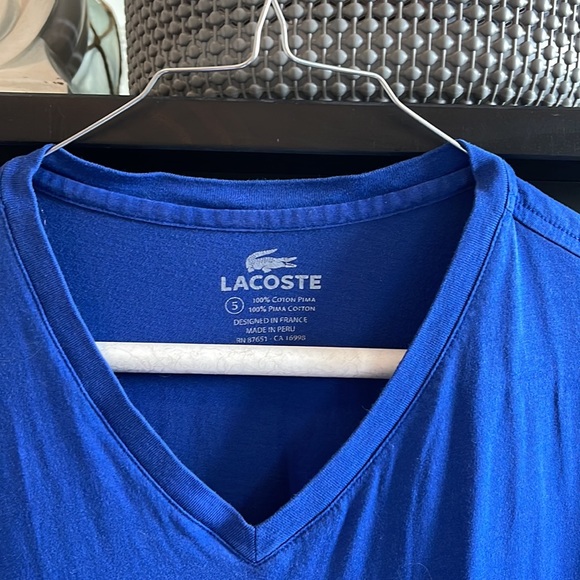 LACOSTE
5 100% COTON PIMA
100% PIMA COTTON
DESIGNED IN FRANCE
MADE IN PERU
RN 87651 - CA 16998